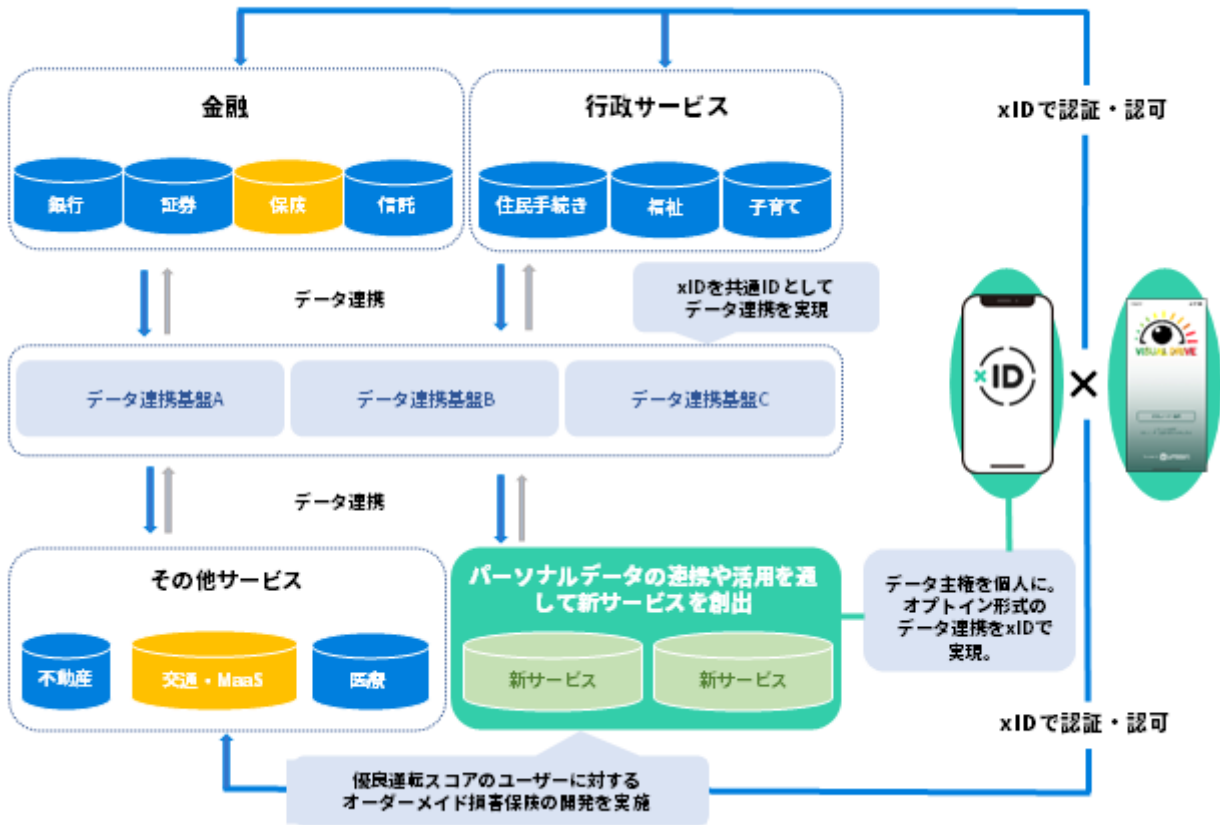 金融
行政サービス
xIDで認証・認可
銀行
証券
保険
信託
住民手続き
福祉
子育て
データ連携
xIDを共通IDとして
データ連携を実現
データ連携基盤A
データ連携基盤B
データ連携基盤C
xID
×
VISUAL DRIVE
データ連携
その他サービス
パーソナルデータの連携や活用を通
して新サービスを創出
データ主権を個人に。
オプトイン形式の
データ連携をxIDで
実現。
不動産
交通・MaaS
医療
新サービス
新サービス
xIDで認証・認可
優良運転スコアのユーザーに対する
オーダーメイド損害保険の開発を実施